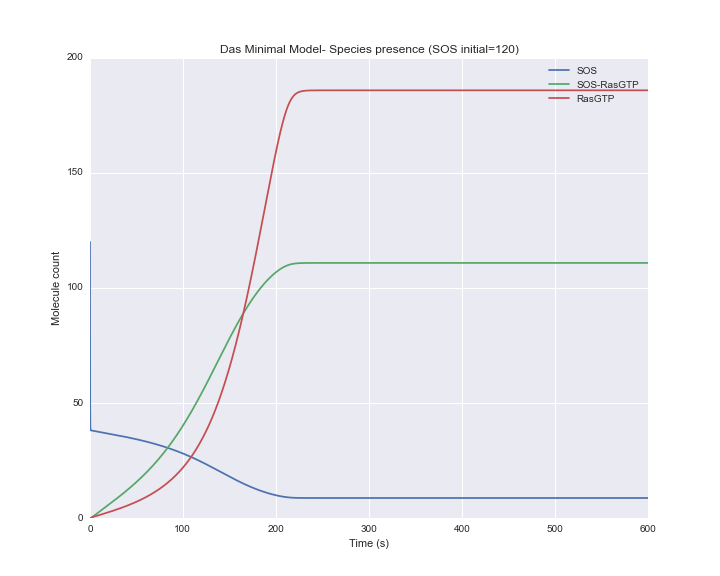 Das Minimal Model- Species presence (SOS initial=120)
200
SOS
SOS-RasGTP
RasGTP
150
Molecule count
100
50
0
0 100 200 300 400 500 600
Time (s)